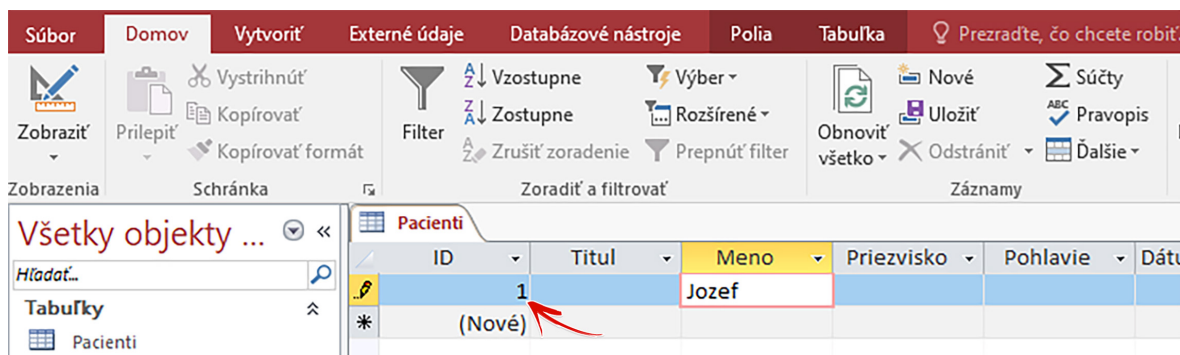 Súbor Domov Vytvoriť Externé údaje Databázové nástroje Polia Tabuľka Prezraďte, čo chcete robiť
Zobraziť
Zobrazenia
Prilepiť
Vystrihnúť
Kopírovať
Kopírovať formát
Schránka
Filter
Vzostupne
Zostupne
Zrušiť zoradenie
Výber
Rozšírené
Prepnúť filter
Zoradiť a filtrovať
Obnoviť
všetko
Nové
Uložiť
Odstrániť
Súčty
Pravopis
Ďalšie
Záznamy
Všetky objekty ...
Hľadať...
Tabuľky
Pacienti
Pacienti
ID Titul Meno Priezvisko Pohlavie Dátu
1 Jozef
(Nové)